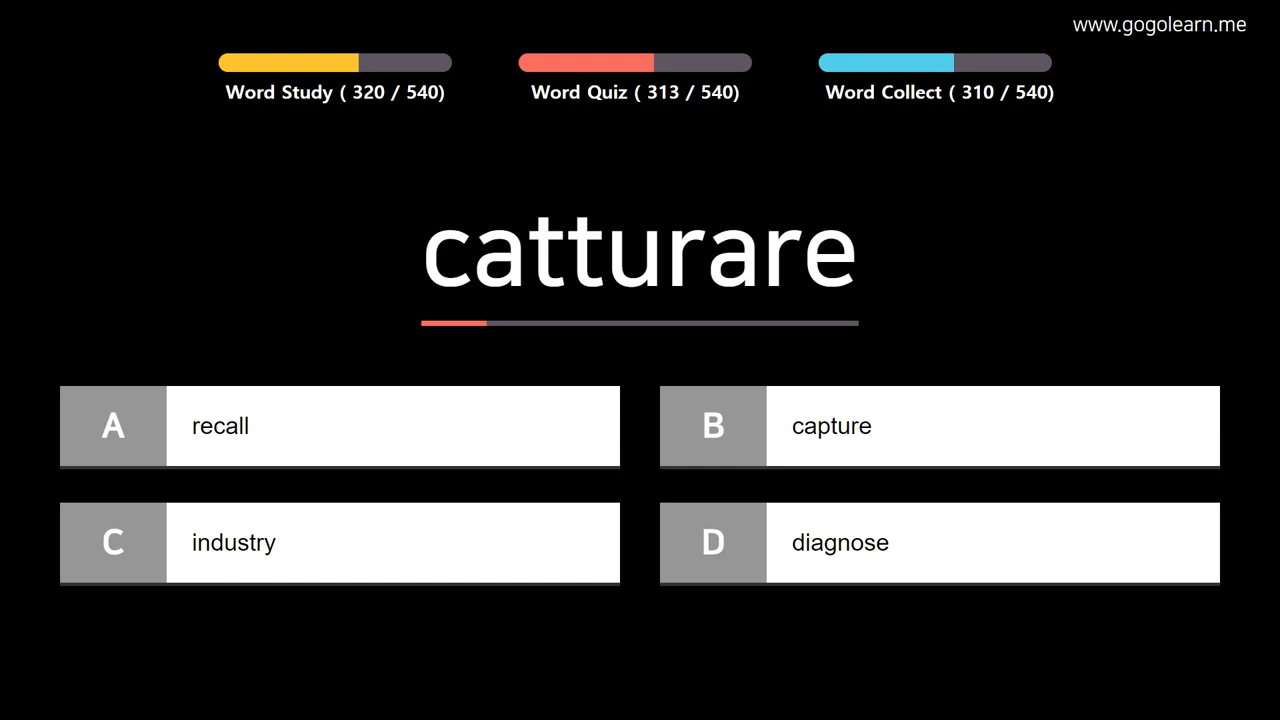 www.gogolearn.me
Word Study ( 320 / 540)
Word Quiz ( 313 / 540)
Word Collect ( 310 / 540)
catturare
A recall
B capture
C industry
D diagnose